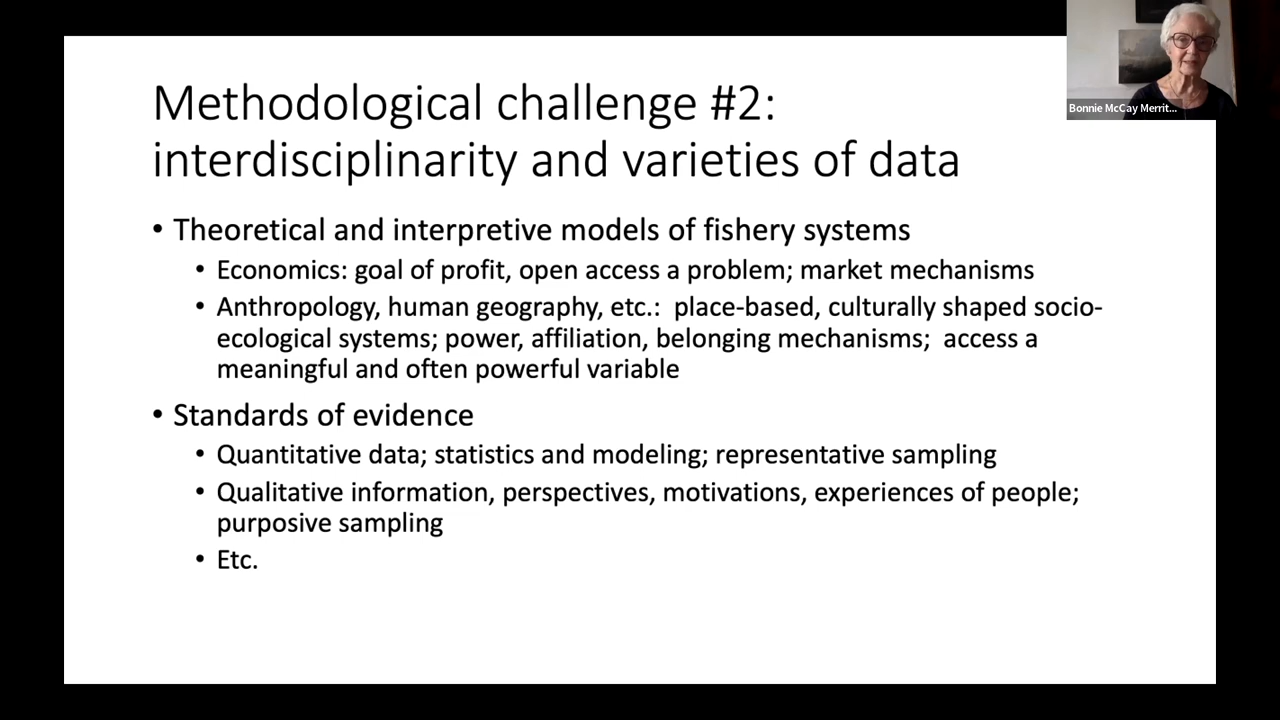 Methodological challenge #2:
interdisciplinarity and varieties of data
• Theoretical and interpretive models of fishery systems
• Economics: goal of profit, open access a problem; market mechanisms
• Anthropology, human geography, etc.: place-based, culturally shaped socio-
ecological systems; power, affiliation, belonging mechanisms; access a
meaningful and often powerful variable
• Standards of evidence
• Quantitative data; statistics and modeling; representative sampling
• Qualitative information, perspectives, motivations, experiences of people;
purposive sampling
• Etc.
Bonnie McCay Merrit...